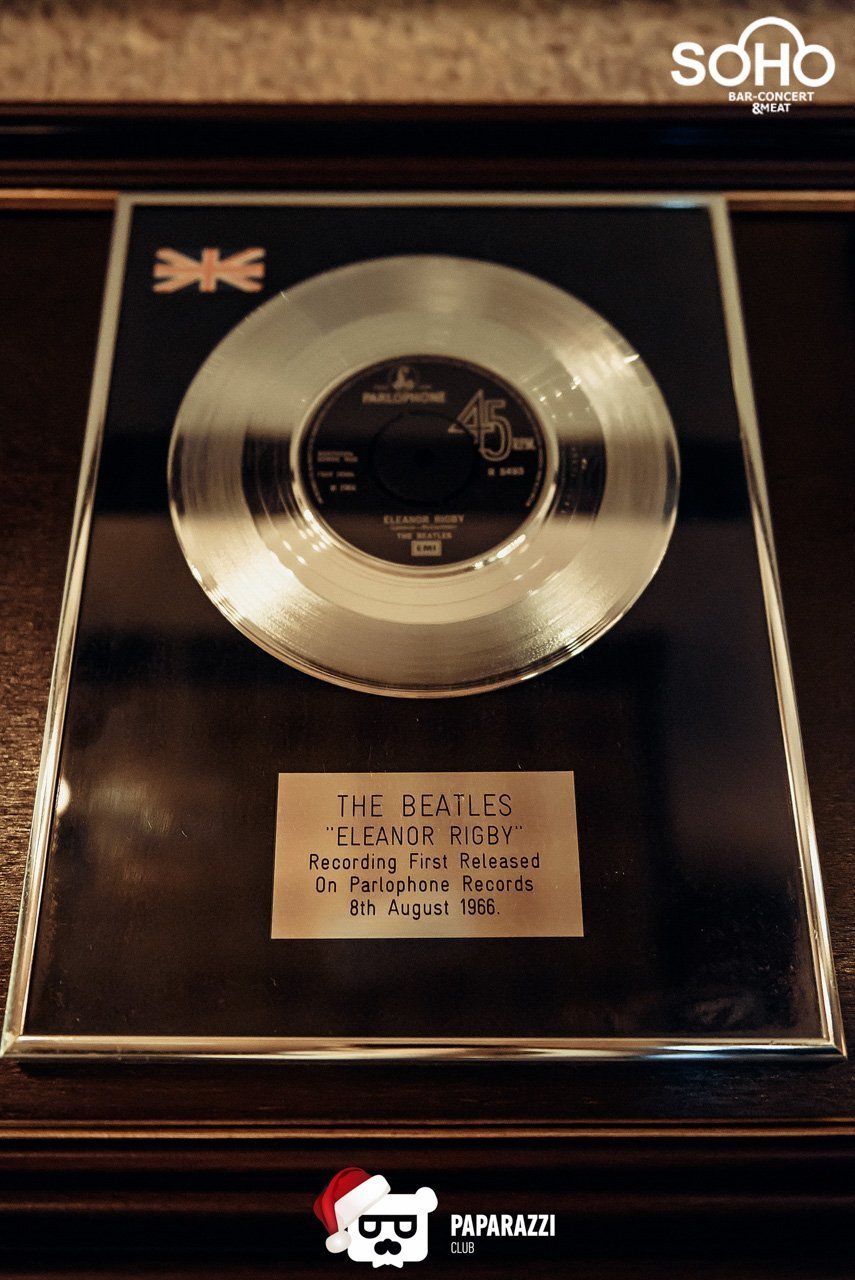 SOHO
BAR-CONCERT
&MEAT
PARLOPHONE
45 RPM
ELEANOR RIGBY
THE BEATLES
EMI
THE BEATLES
"ELEANOR RIGBY"
Recording First Released
On Parlophone Records
8th August 1966.
PAPARAZZI
CLUB